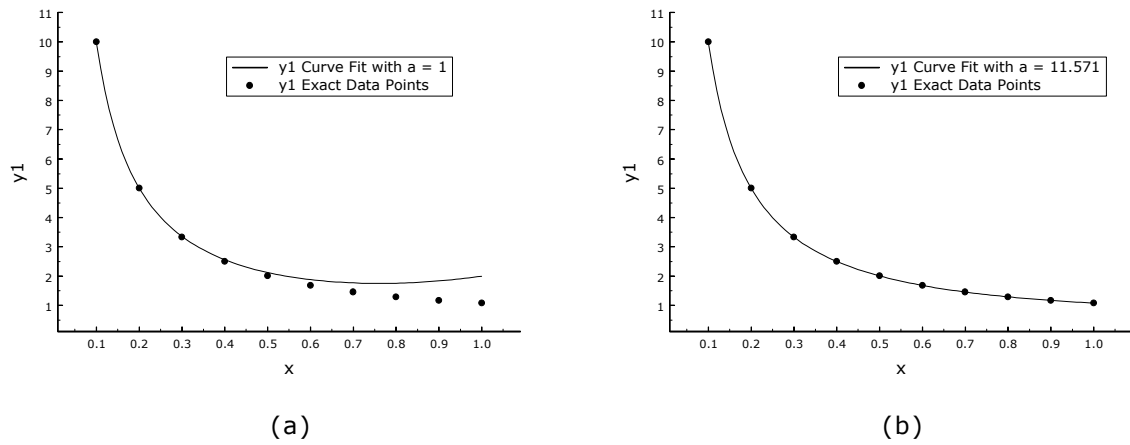 11
10
9
8
7
6
5
4
3
2
1
y1
y1 Curve Fit with a = 1
y1 Exact Data Points
0.1 0.2 0.3 0.4 0.5 0.6 0.7 0.8 0.9 1.0
x
(a)
11
10
9
8
7
6
5
4
3
2
1
y1
y1 Curve Fit with a = 11.571
y1 Exact Data Points
0.1 0.2 0.3 0.4 0.5 0.6 0.7 0.8 0.9 1.0
x
(b)